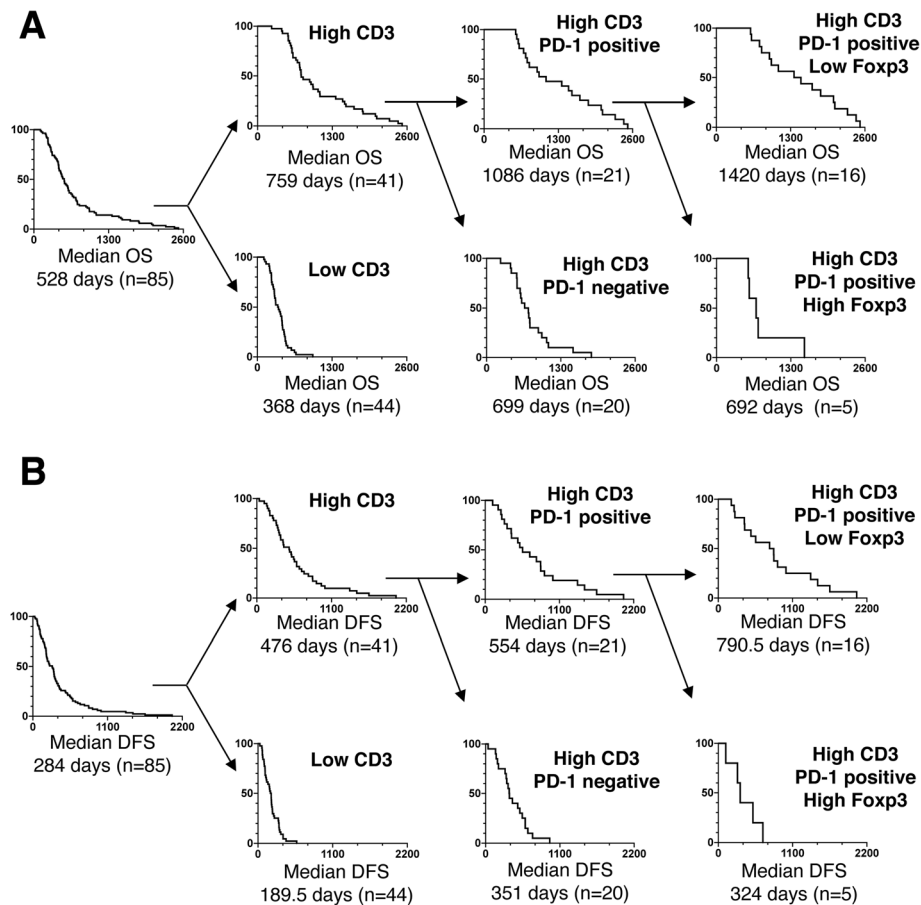 A
High CD3
100
50
0
0 1300 2600
Median OS
759 days (n=41)
High CD3
PD-1 positive
100
50
0
0 1300 2600
Median OS
1086 days (n=21)
High CD3
PD-1 positive
Low Foxp3
100
50
0
0 1300 2600
Median OS
1420 days (n=16)
100
50
0
0 1300 2600
Median OS
528 days (n=85)
Low CD3
100
50
0
0 1300 2600
Median OS
368 days (n=44)
High CD3
PD-1 negative
100
50
0
0 1300 2600
Median OS
699 days (n=20)
High CD3
PD-1 positive
High Foxp3
100
50
0
0 1300 2600
Median OS
692 days (n=5)
B
High CD3
100
50
0
0 1100 2200
Median DFS
476 days (n=41)
High CD3
PD-1 positive
100
50
0
0 1100 2200
Median DFS
554 days (n=21)
High CD3
PD-1 positive
Low Foxp3
100
50
0
0 1100 2200
Median DFS
790.5 days (n=16)
100
50
0
0 1100 2200
Median DFS
284 days (n=85)
Low CD3
100
50
0
0 1100 2200
Median DFS
189.5 days (n=44)
High CD3
PD-1 negative
100
50
0
0 1100 2200
Median DFS
351 days (n=20)
High CD3
PD-1 positive
High Foxp3
100
50
0
0 1100 2200
Median DFS
324 days (n=5)